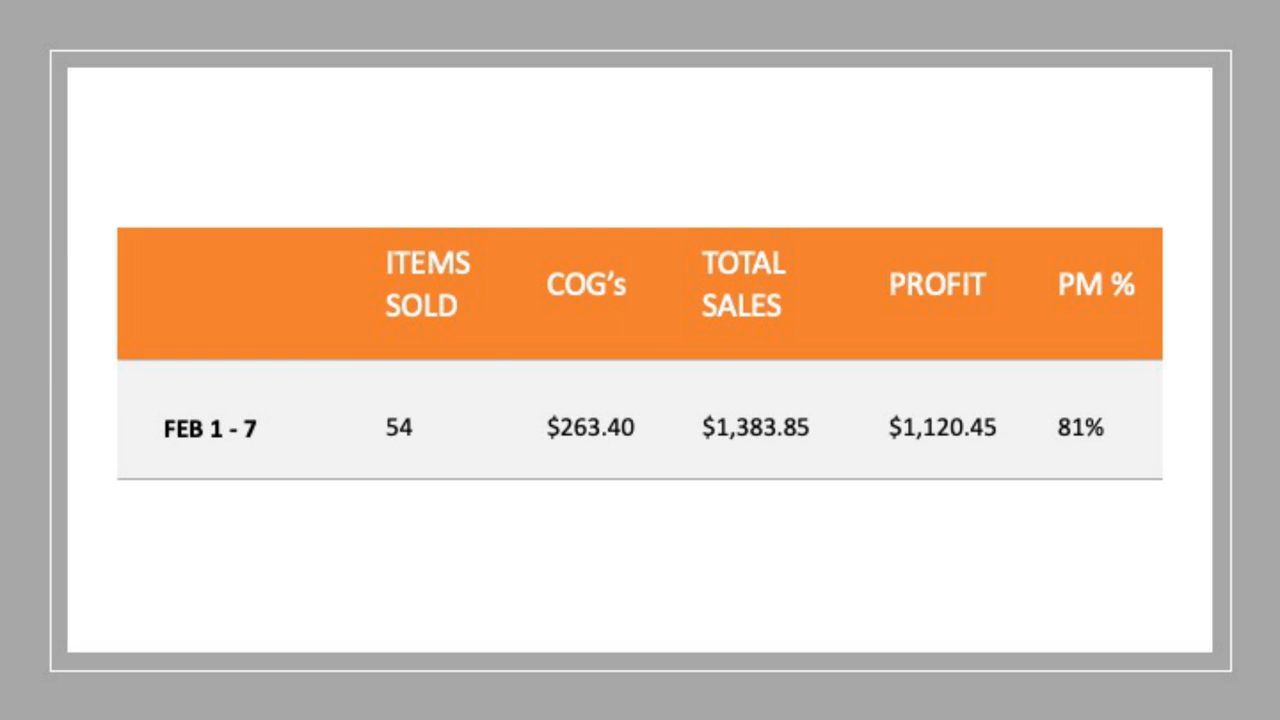 ITEMS SOLD COG’s TOTAL SALES PROFIT PM %
FEB 1 - 7 54 $263.40 $1,383.85 $1,120.45 81%